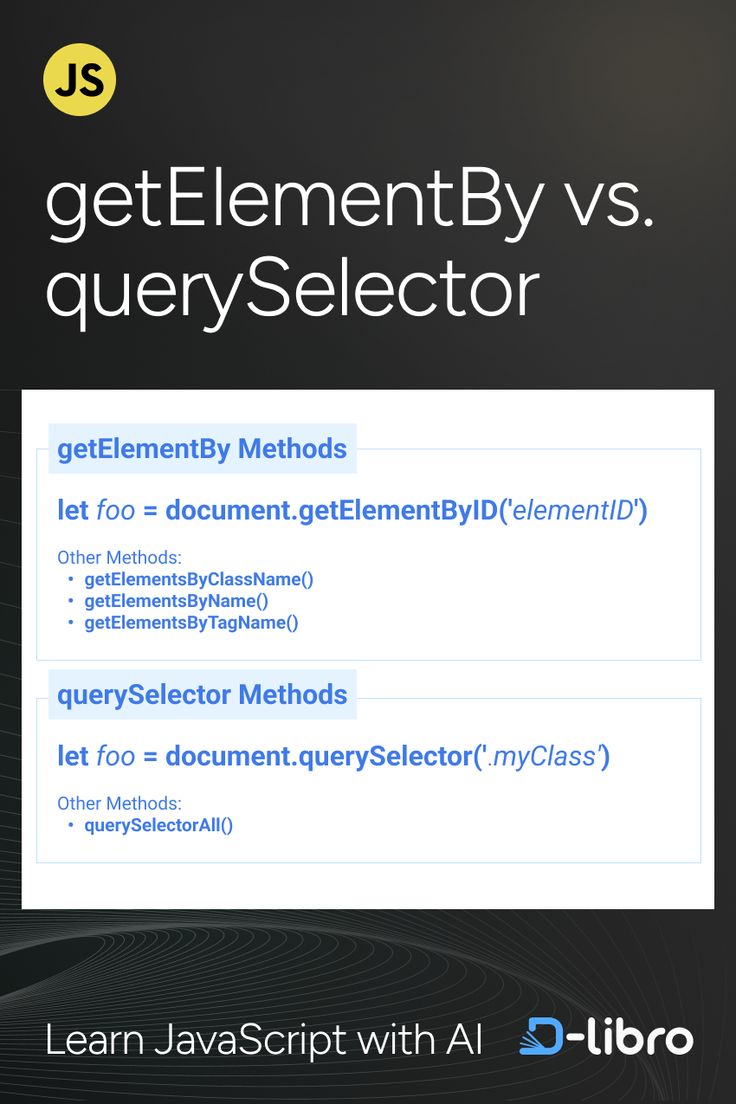 JS
getElementBy vs.
querySelector
getElementBy Methods
let foo = document.getElementByID('elementID')
Other Methods:
• getElementsByClassName()
• getElementsByName()
• getElementsByTagName()
querySelector Methods
let foo = document.querySelector('.myClass')
Other Methods:
• querySelectorAll()
Learn JavaScript with AI D-libro